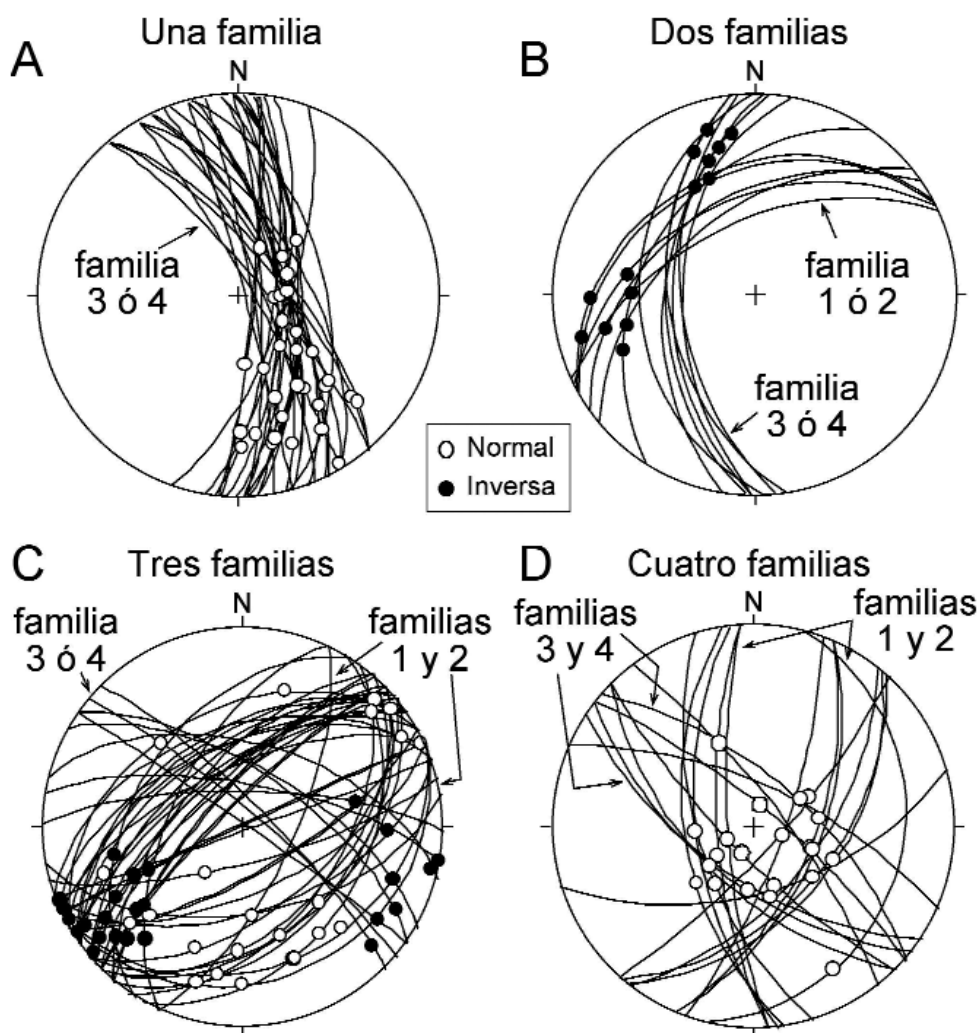 A
Una familia
N
familia
3 ó 4
B
Dos familias
N
familia
1 ó 2
familia
3 ó 4
Normal
Inversa
C
Tres familias
N
familia
3 ó 4
familias
1 y 2
D
Cuatro familias
N
familias
3 y 4
familias
1 y 2